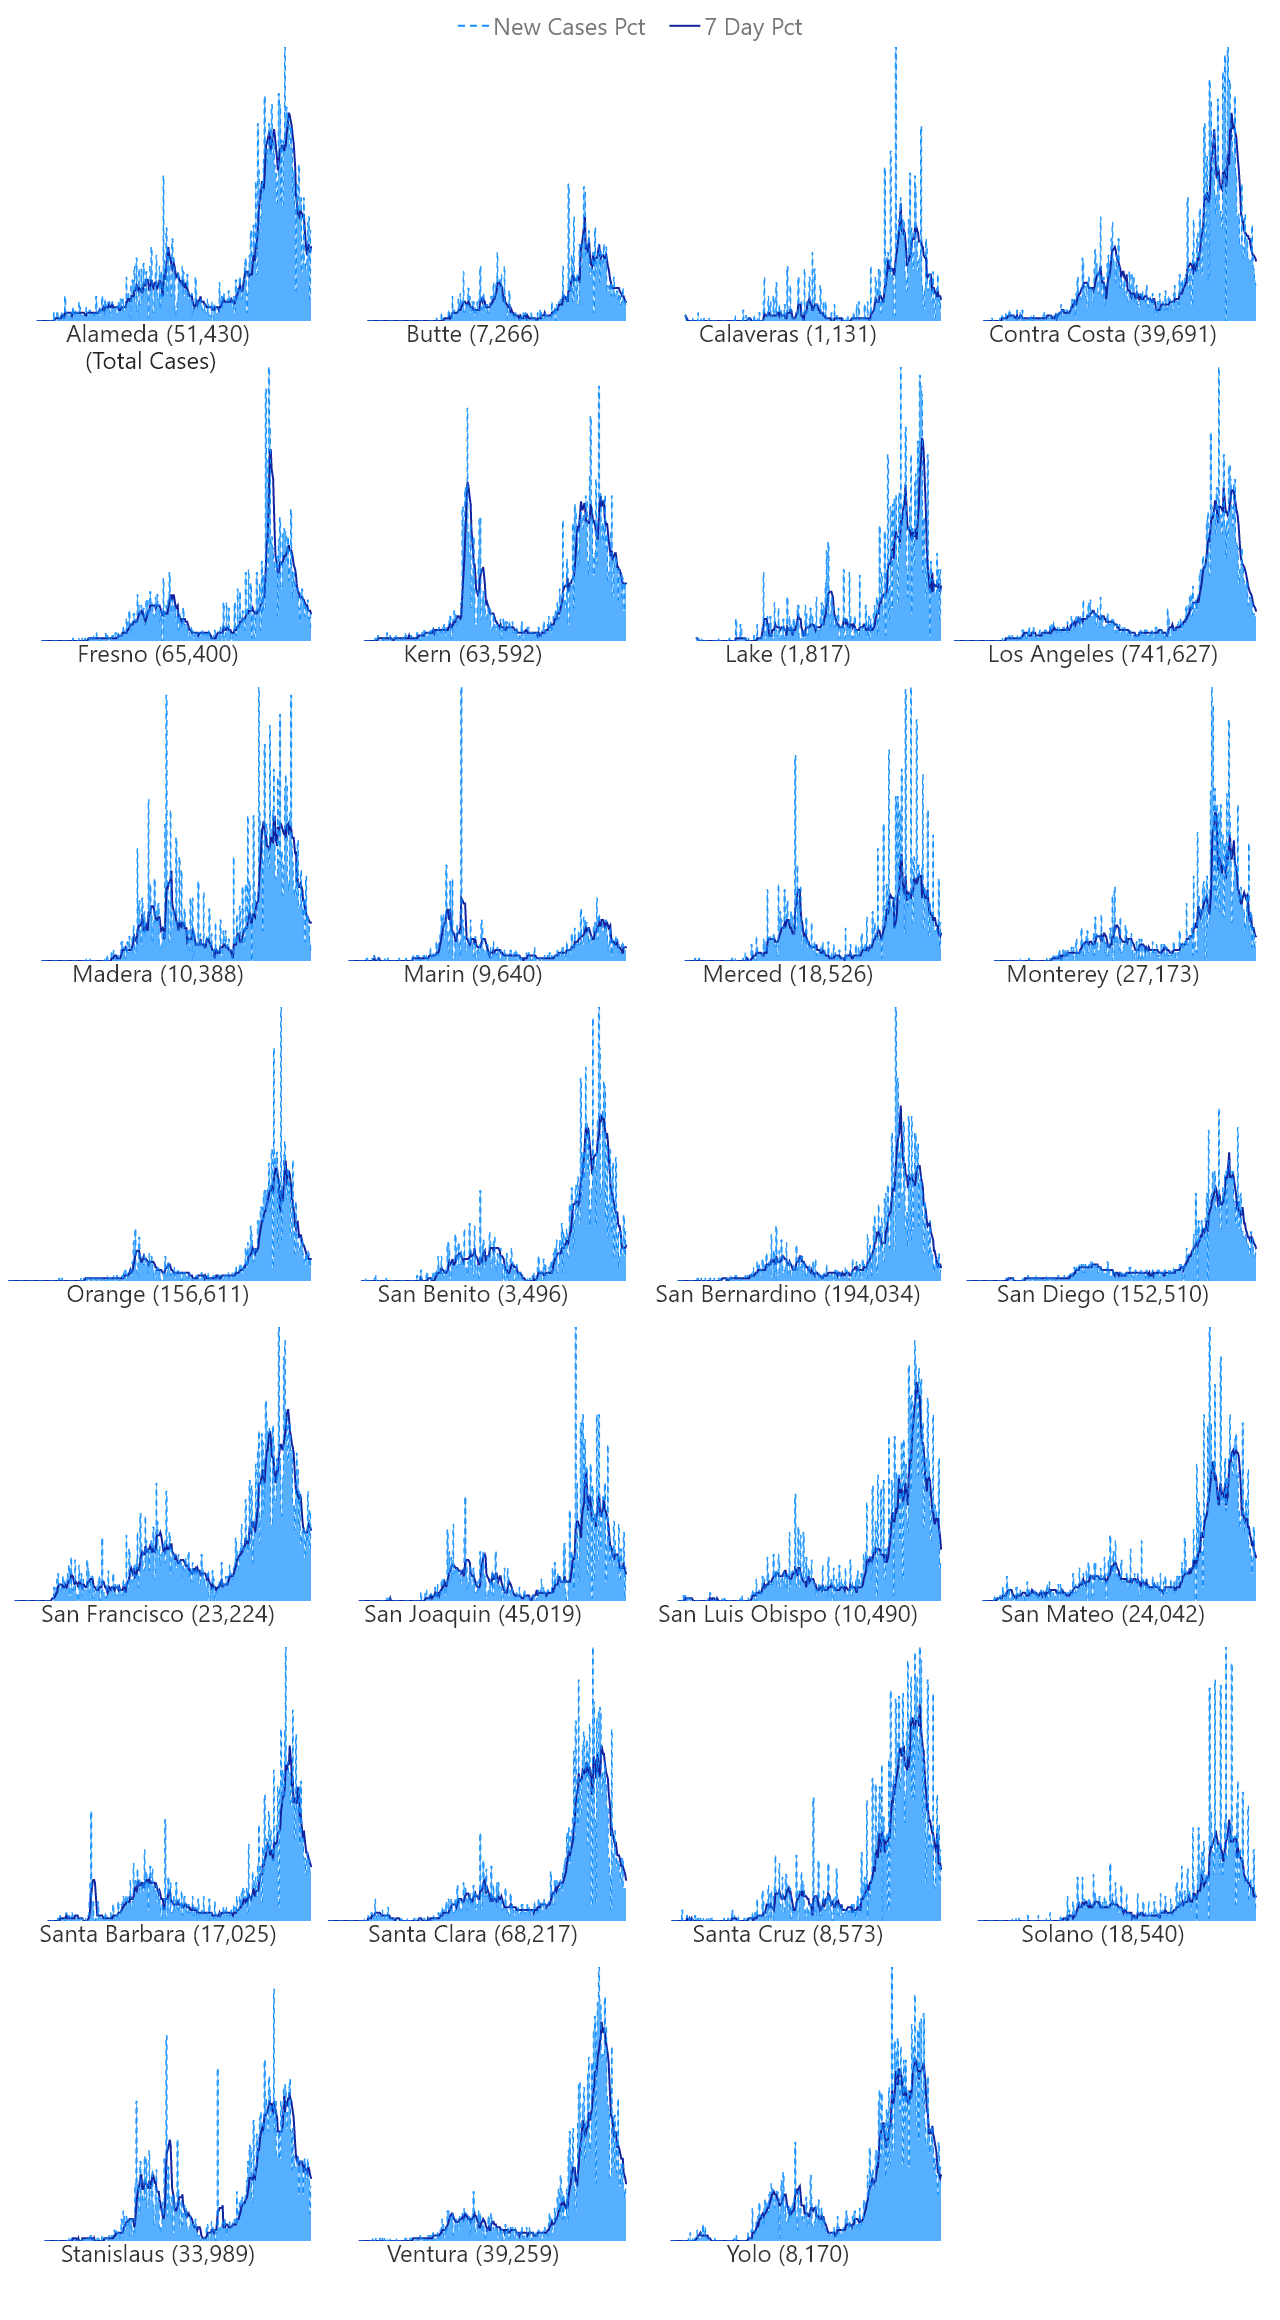 New Cases Pct 7 Day Pct
Alameda (51,430) Butte (7,266) Calaveras (1,131) Contra Costa (39,691)
(Total Cases)
Fresno (65,400) Kern (63,592) Lake (1,817) Los Angeles (741,627)
Madera (10,388) Marin (9,640) Merced (18,526) Monterey (27,173)
Orange (156,611) San Benito (3,496) San Bernardino (194,034) San Diego (152,510)
San Francisco (23,224) San Joaquin (45,019) San Luis Obispo (10,490) San Mateo (24,042)
Santa Barbara (17,025) Santa Clara (68,217) Santa Cruz (8,573) Solano (18,540)
Stanislaus (33,989) Ventura (39,259) Yolo (8,170)